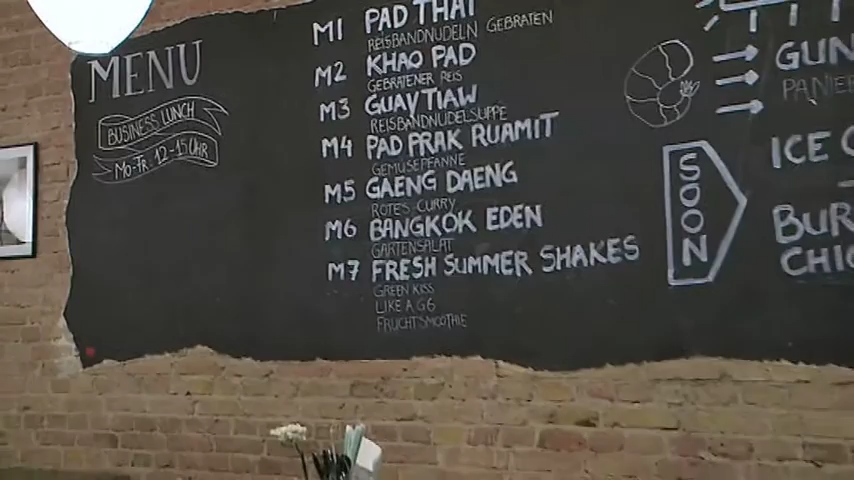 MENU
BUSINESS LUNCH
MO-FR 12-15 UHR
M1 PAD THAI
REISBANDNUDELN GEBRATEN
M2 KHAO PAD
GEBRATENER REIS
M3 GUAY TIAW
REISBANDNUDELSUPPE
M4 PAD PRAK RUAMIT
GEMÜSEPFANNE
M5 GAENG DAENG
ROTES CURRY
M6 BANGKOK EDEN
GARTENSALAT
M7 FRESH SUMMER SHAKES
GREEN KISS
LIKE A G6
FRUCHTSMOOTHIE
SOON
GUN
PANIER
ICE C
BUR
CHIC